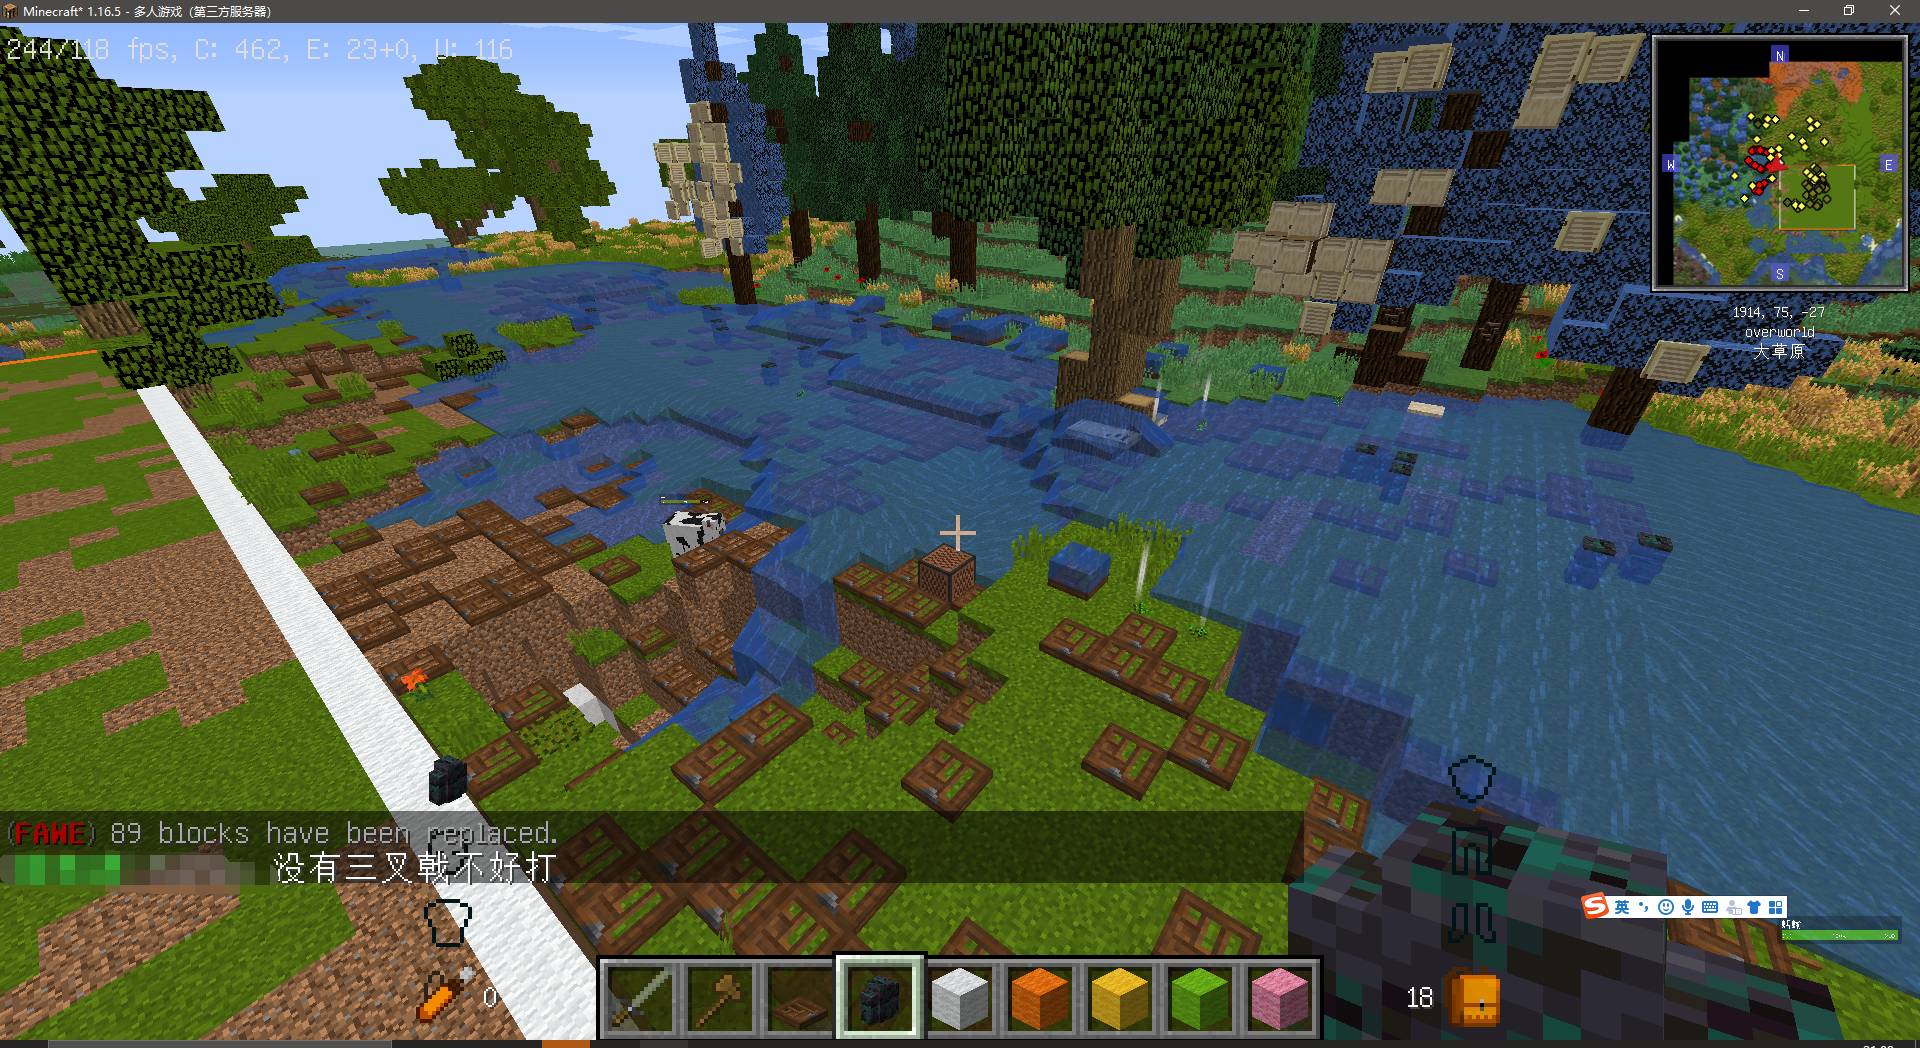 Minecraft* 1.16.5 - 多人游戏（第三方服务器）
244/118 fps, C: 462, E: 23+0, U: 116
N
W
E
S
1914, 75, -27
overworld
大草原
(FAWE) 89 blocks have been replaced.
没有三叉戟不好打
英
0
18